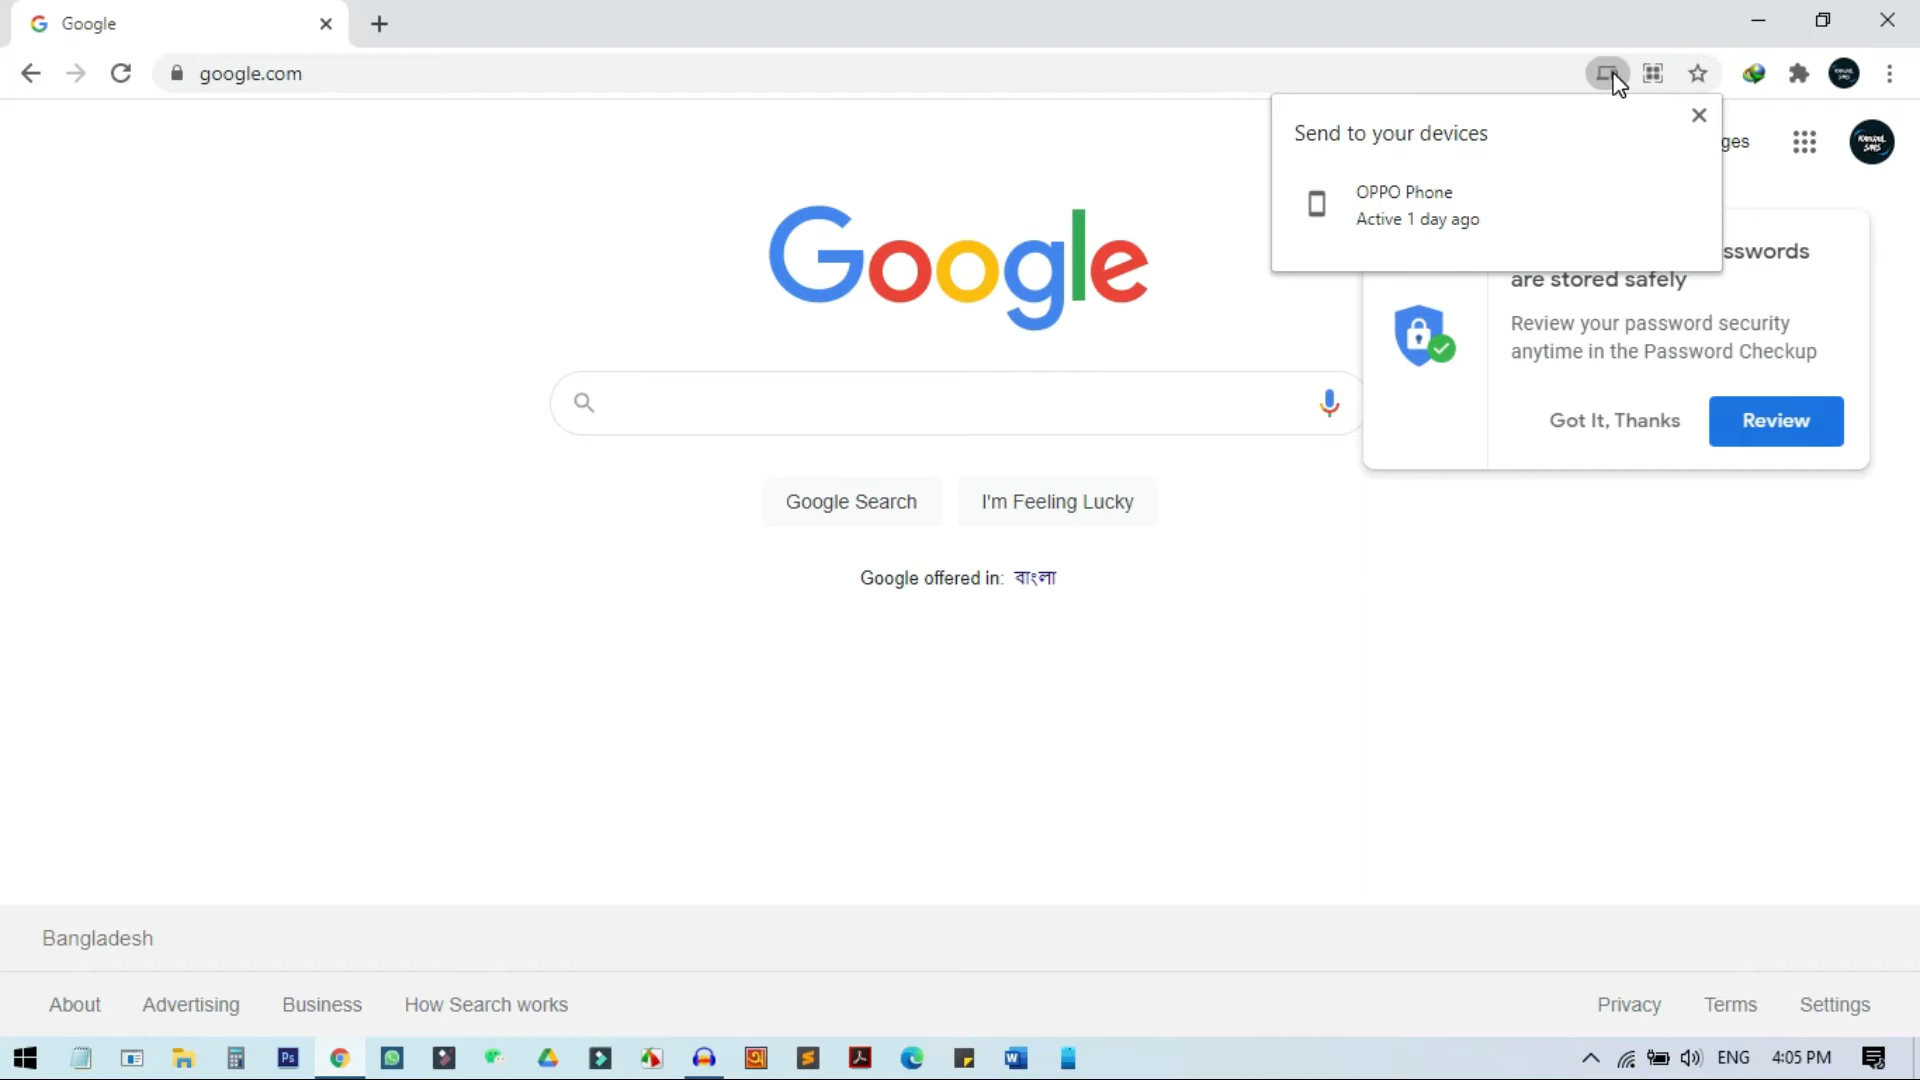 Google
google.com
Send to your devices
ges
OPPO Phone
Active 1 day ago
Google
sswords
are stored safely
Review your password security
anytime in the Password Checkup
Got It, Thanks
Review
Google Search
I'm Feeling Lucky
Google offered in: বাংলা
Bangladesh
About
Advertising
Business
How Search works
Privacy
Terms
Settings
Ps
ENG
4:05 PM